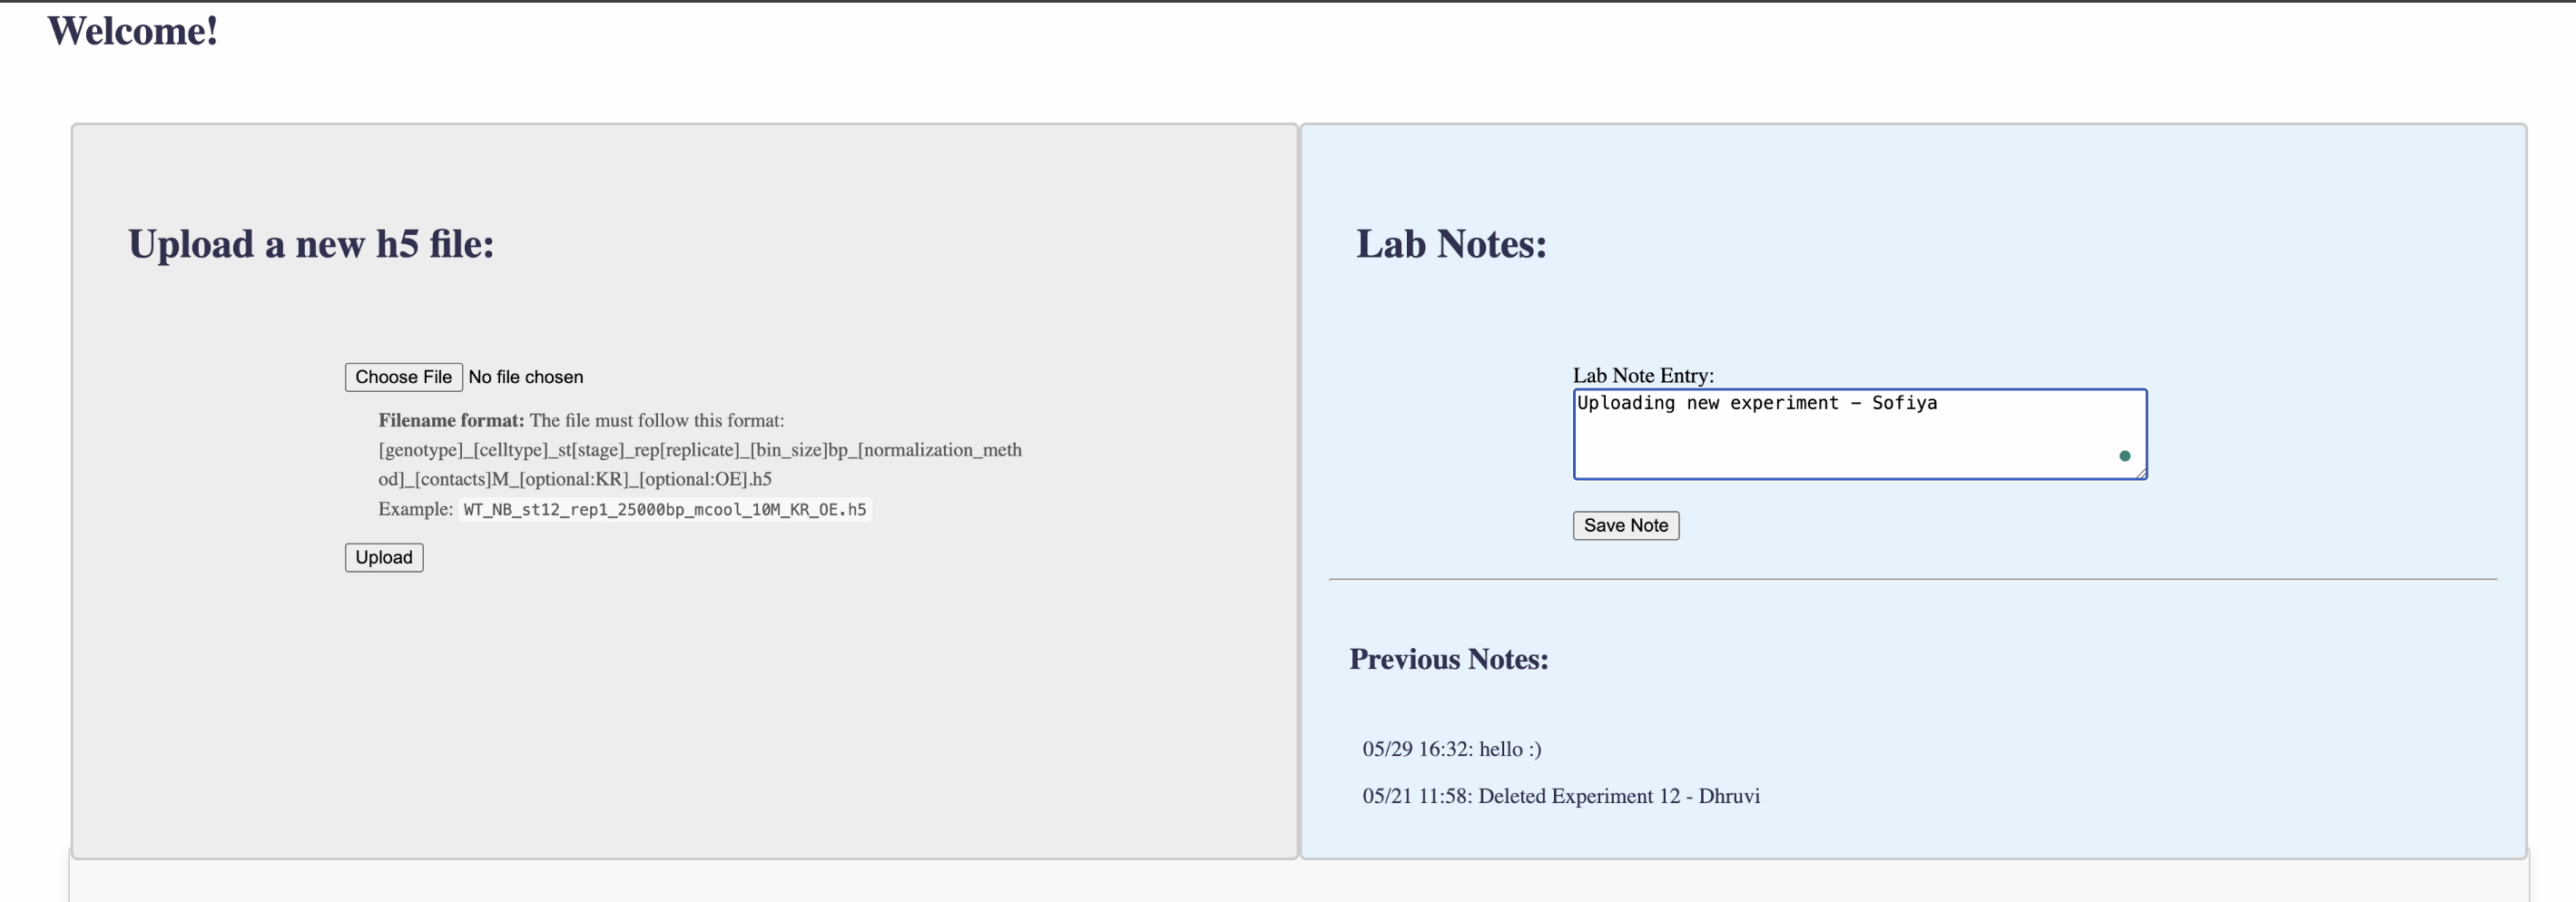 Welcome!
Upload a new h5 file:
Choose File No file chosen
Filename format: The file must follow this format:
[genotype]_[celltype]_st[stage]_rep[replicate]_[bin_size]bp_[normalization_meth
od]_[contacts]M_[optional:KR]_[optional:OE].h5
Example: WT_NB_st12_rep1_25000bp_mcool_10M_KR_OE.h5
Upload
Lab Notes:
Lab Note Entry:
Uploading new experiment – Sofiya
Save Note
Previous Notes:
05/29 16:32: hello :)
05/21 11:58: Deleted Experiment 12 - Dhruvi